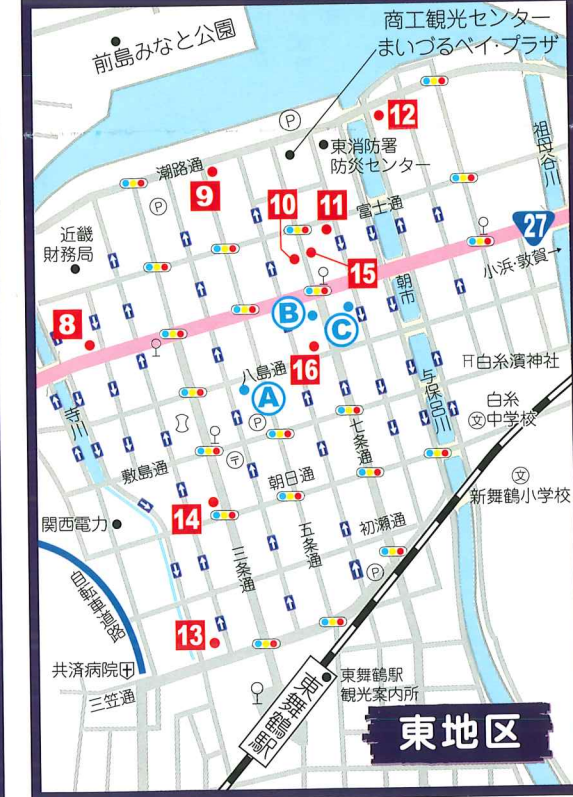 商工観光センター
まいづるベイ・プラザ
前島みなと公園
12
P
東消防署
防災センター
祖母谷川
潮路通
9
P
10
11
富士通
近畿
財務局
15
27
小浜・敦賀→
朝市
8
B
C
八島通
16
A
白糸濱神社
寺川
P
与保呂川
白糸
文中学校
敷島通
〒
七条通
朝日通
文
新舞鶴小学校
14
関西電力
初瀬通
五条通
三条通
P
自転車道路
13
共済病院
三笠通
東舞鶴駅
東舞鶴駅
観光案内所
東地区